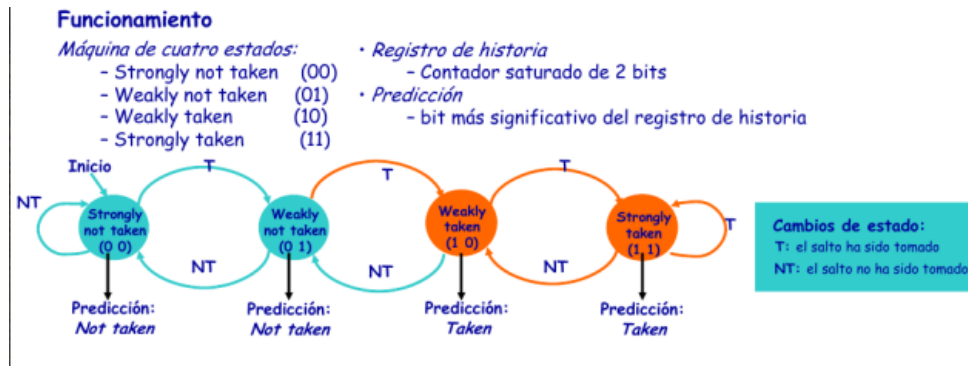 Funcionamiento
Máquina de cuatro estados:
– Strongly not taken (00)
– Weakly not taken (01)
– Weakly taken (10)
– Strongly taken (11)
• Registro de historia
– Contador saturado de 2 bits
• Predicción
– bit más significativo del registro de historia
Inicio
T
T
T
NT
Strongly
not taken
(0 0)
Weakly
not taken
(0 1)
Weakly
taken
(1 0)
Strongly
taken
(1, 1)
T
NT
NT
NT
Predicción:
Not taken
Predicción:
Not taken
Predicción:
Taken
Predicción:
Taken
Cambios de estado:
T: el salto ha sido tomado
NT: el salto no ha sido tomado